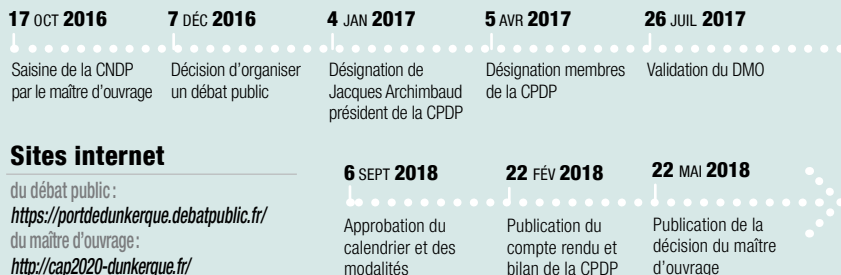 17 OCT 2016
Saisine de la CNDP
par le maître d'ouvrage
7 DÉC 2016
Décision d'organiser
un débat public
4 JAN 2017
Désignation de
Jacques Archimbaud
président de la CPDP
5 AVR 2017
Désignation membres
de la CPDP
26 JUIL 2017
Validation du DMO
Sites internet
du débat public :
https://portdedunkerque.debatpublic.fr/
du maître d'ouvrage :
http://cap2020-dunkerque.fr/
6 SEPT 2018
Approbation du
calendrier et des
modalités
22 FÉV 2018
Publication du
compte rendu et
bilan de la CPDP
22 MAI 2018
Publication de la
décision du maître
d'ouvrage